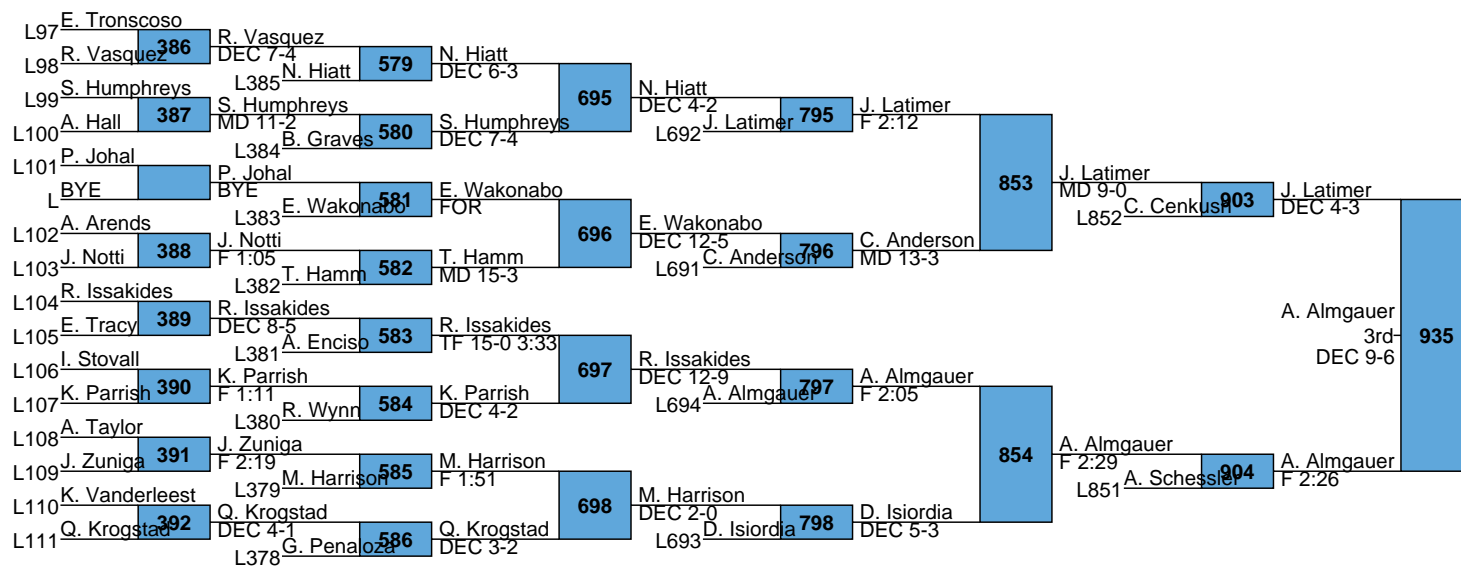 E. Tronscoso
L97
386
R. Vasquez
DEC 7-4
R. Vasquez
L98
579
N. Hiatt
DEC 6-3
N. Hiatt
L385
S. Humphreys
L99
695
N. Hiatt
DEC 4-2
387
S. Humphreys
MD 11-2
A. Hall
L100
580
S. Humphreys
DEC 7-4
B. Graves
L384
J. Latimer
L692
795
J. Latimer
F 2:12
P. Johal
L101
P. Johal
BYE
BYE
L
581
E. Wakonabo
FOR
E. Wakonabo
L383
853
J. Latimer
MD 9-0
C. Cenkush
L852
903
J. Latimer
DEC 4-3
A. Arends
L102
696
E. Wakonabo
DEC 12-5
388
J. Notti
F 1:05
J. Notti
L103
582
T. Hamm
MD 15-3
T. Hamm
L382
C. Anderson
L691
796
C. Anderson
MD 13-3
R. Issakides
L104
389
R. Issakides
DEC 8-5
E. Tracy
L105
583
R. Issakides
TF 15-0 3:33
A. Enciso
L381
A. Almgauer
3rd
DEC 9-6
935
I. Stovall
L106
697
R. Issakides
DEC 12-9
390
K. Parrish
F 1:11
K. Parrish
L107
584
K. Parrish
DEC 4-2
R. Wynn
L380
A. Almgauer
L694
797
A. Almgauer
F 2:05
A. Taylor
L108
391
J. Zuniga
F 2:19
J. Zuniga
L109
585
M. Harrison
F 1:51
M. Harrison
L379
854
A. Almgauer
F 2:29
A. Schessler
L851
904
A. Almgauer
F 2:26
K. Vanderleest
L110
698
M. Harrison
DEC 2-0
392
Q. Krogstad
DEC 4-1
Q. Krogstad
L111
586
Q. Krogstad
DEC 3-2
G. Penaloza
L378
D. Isiordia
L693
798
D. Isiordia
DEC 5-3